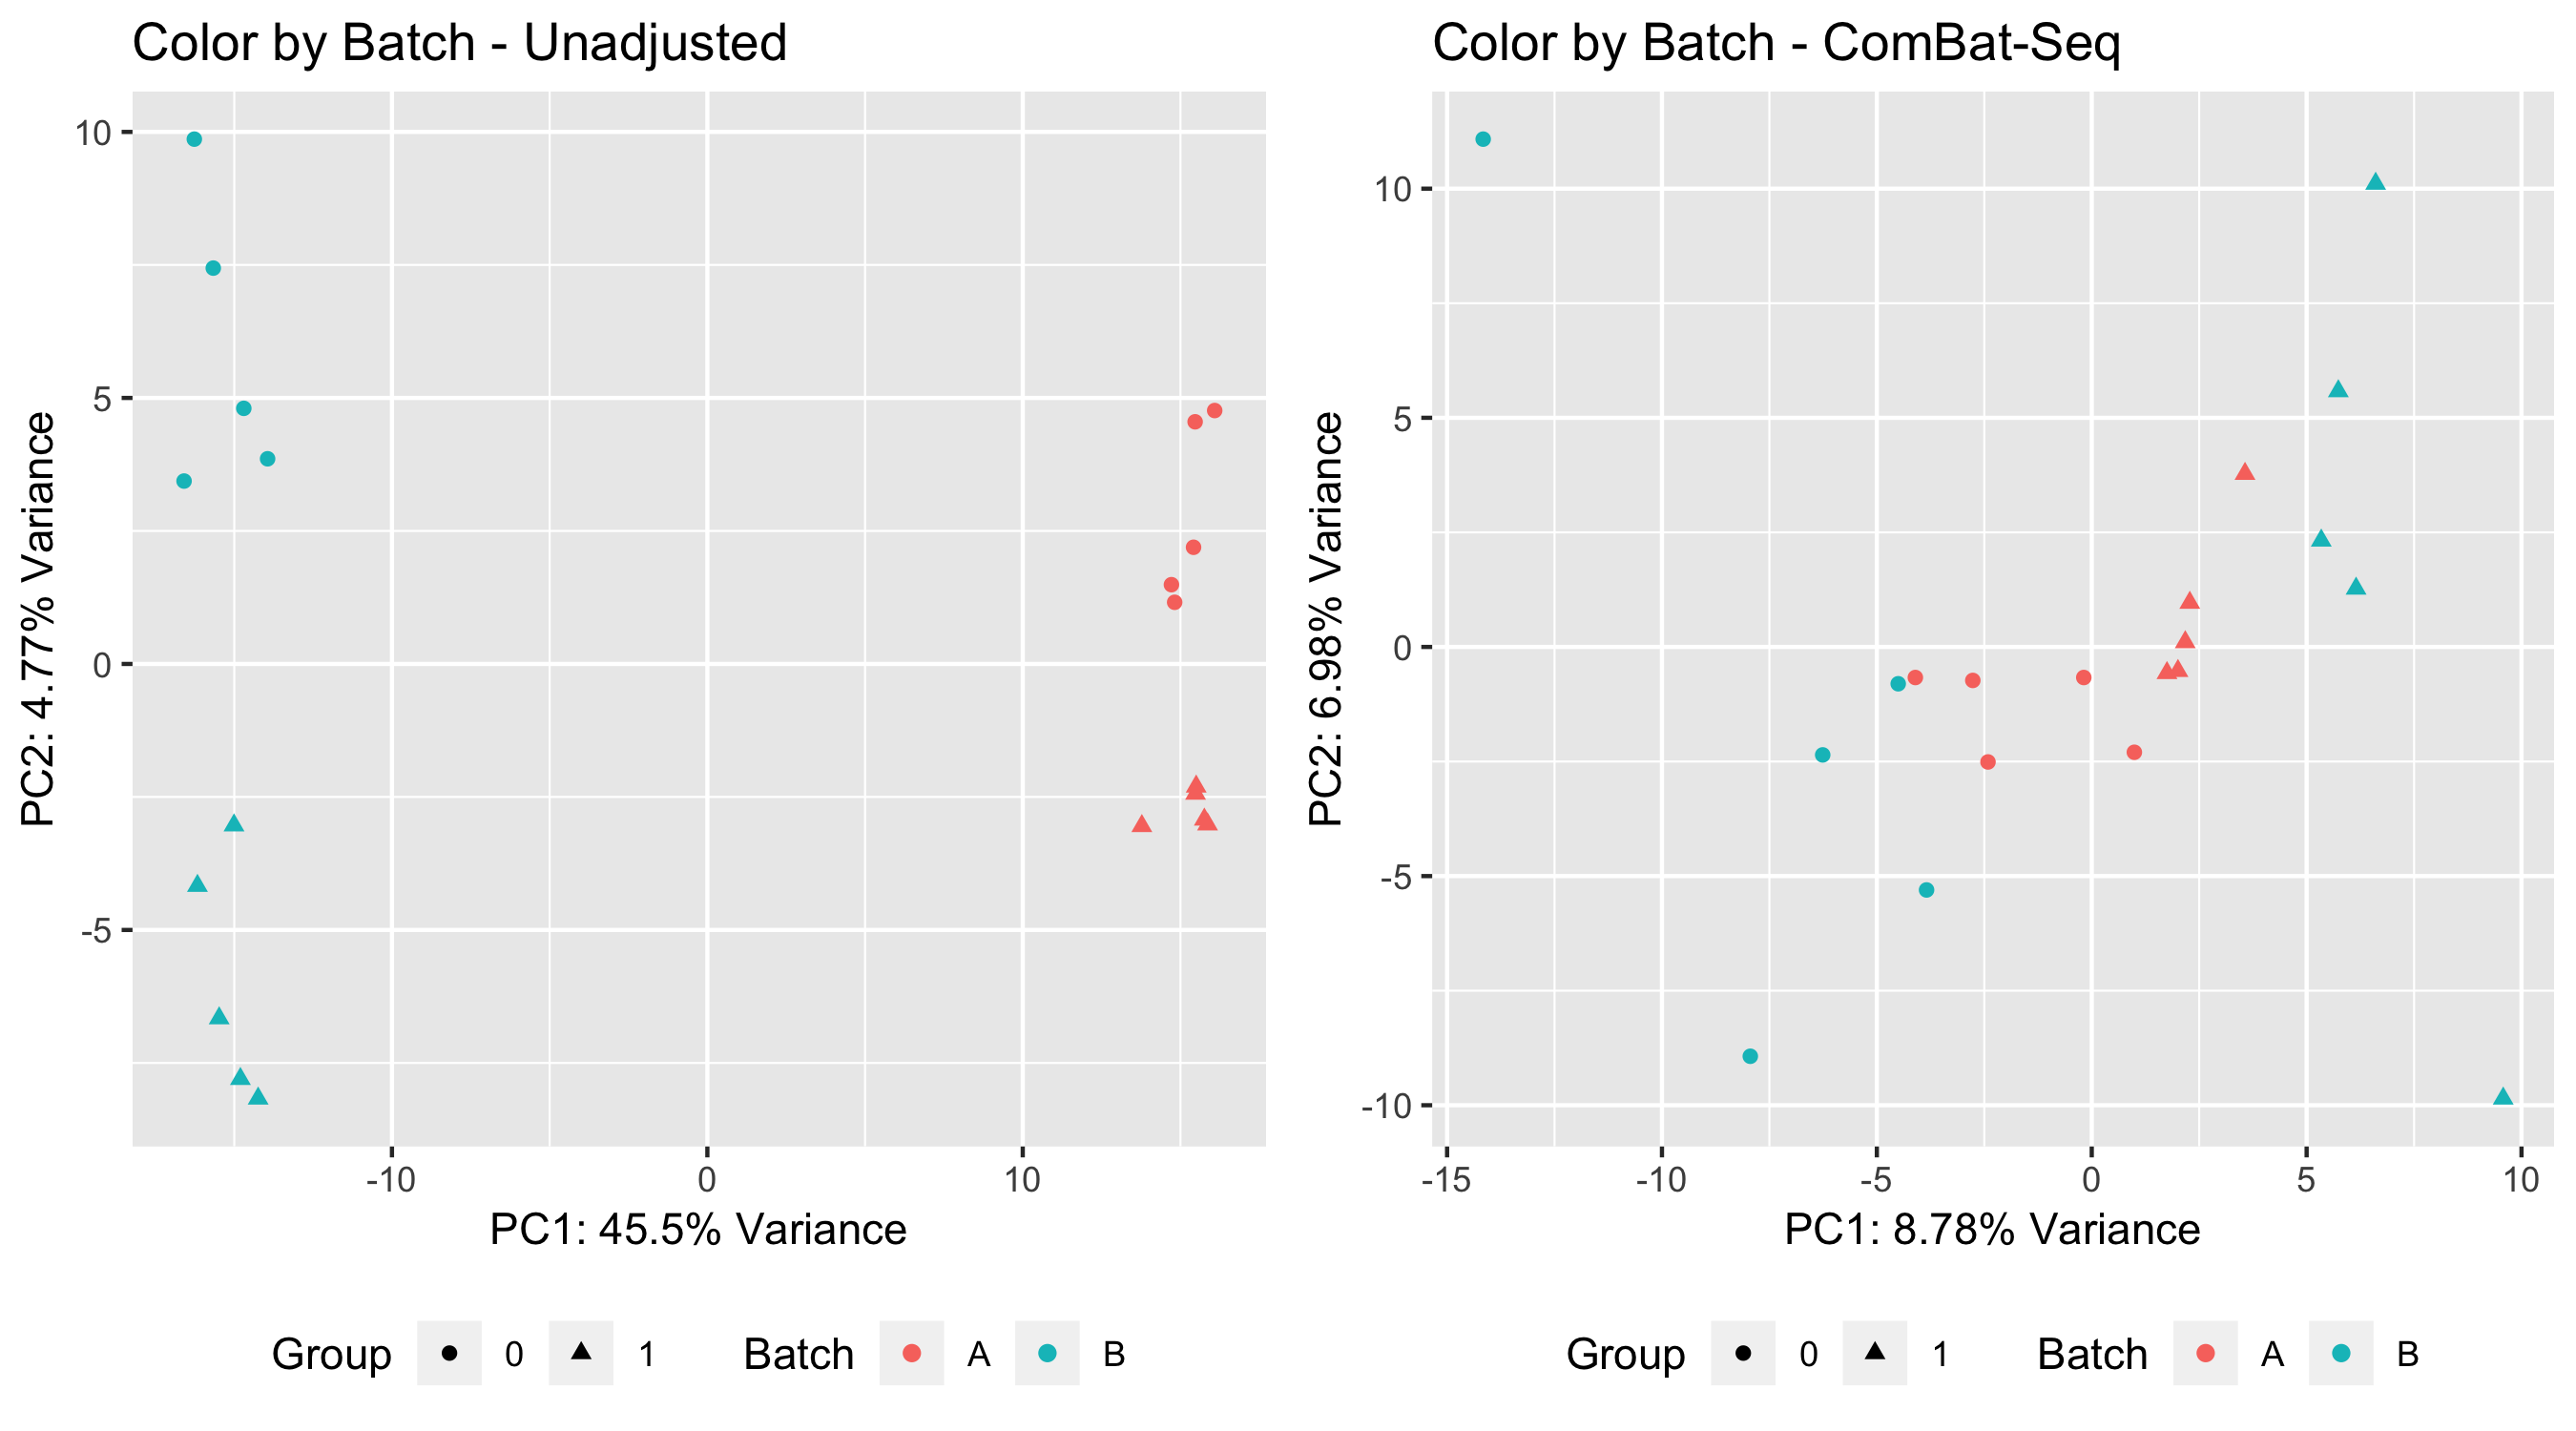 Color by Batch - Unadjusted
10
5
0
-5
PC2: 4.77% Variance
-10 0 10
PC1: 45.5% Variance
Group 0 1 Batch A B
Color by Batch - ComBat-Seq
10
5
0
-5
-10
PC2: 6.98% Variance
-15 -10 -5 0 5 10
PC1: 8.78% Variance
Group 0 1 Batch A B